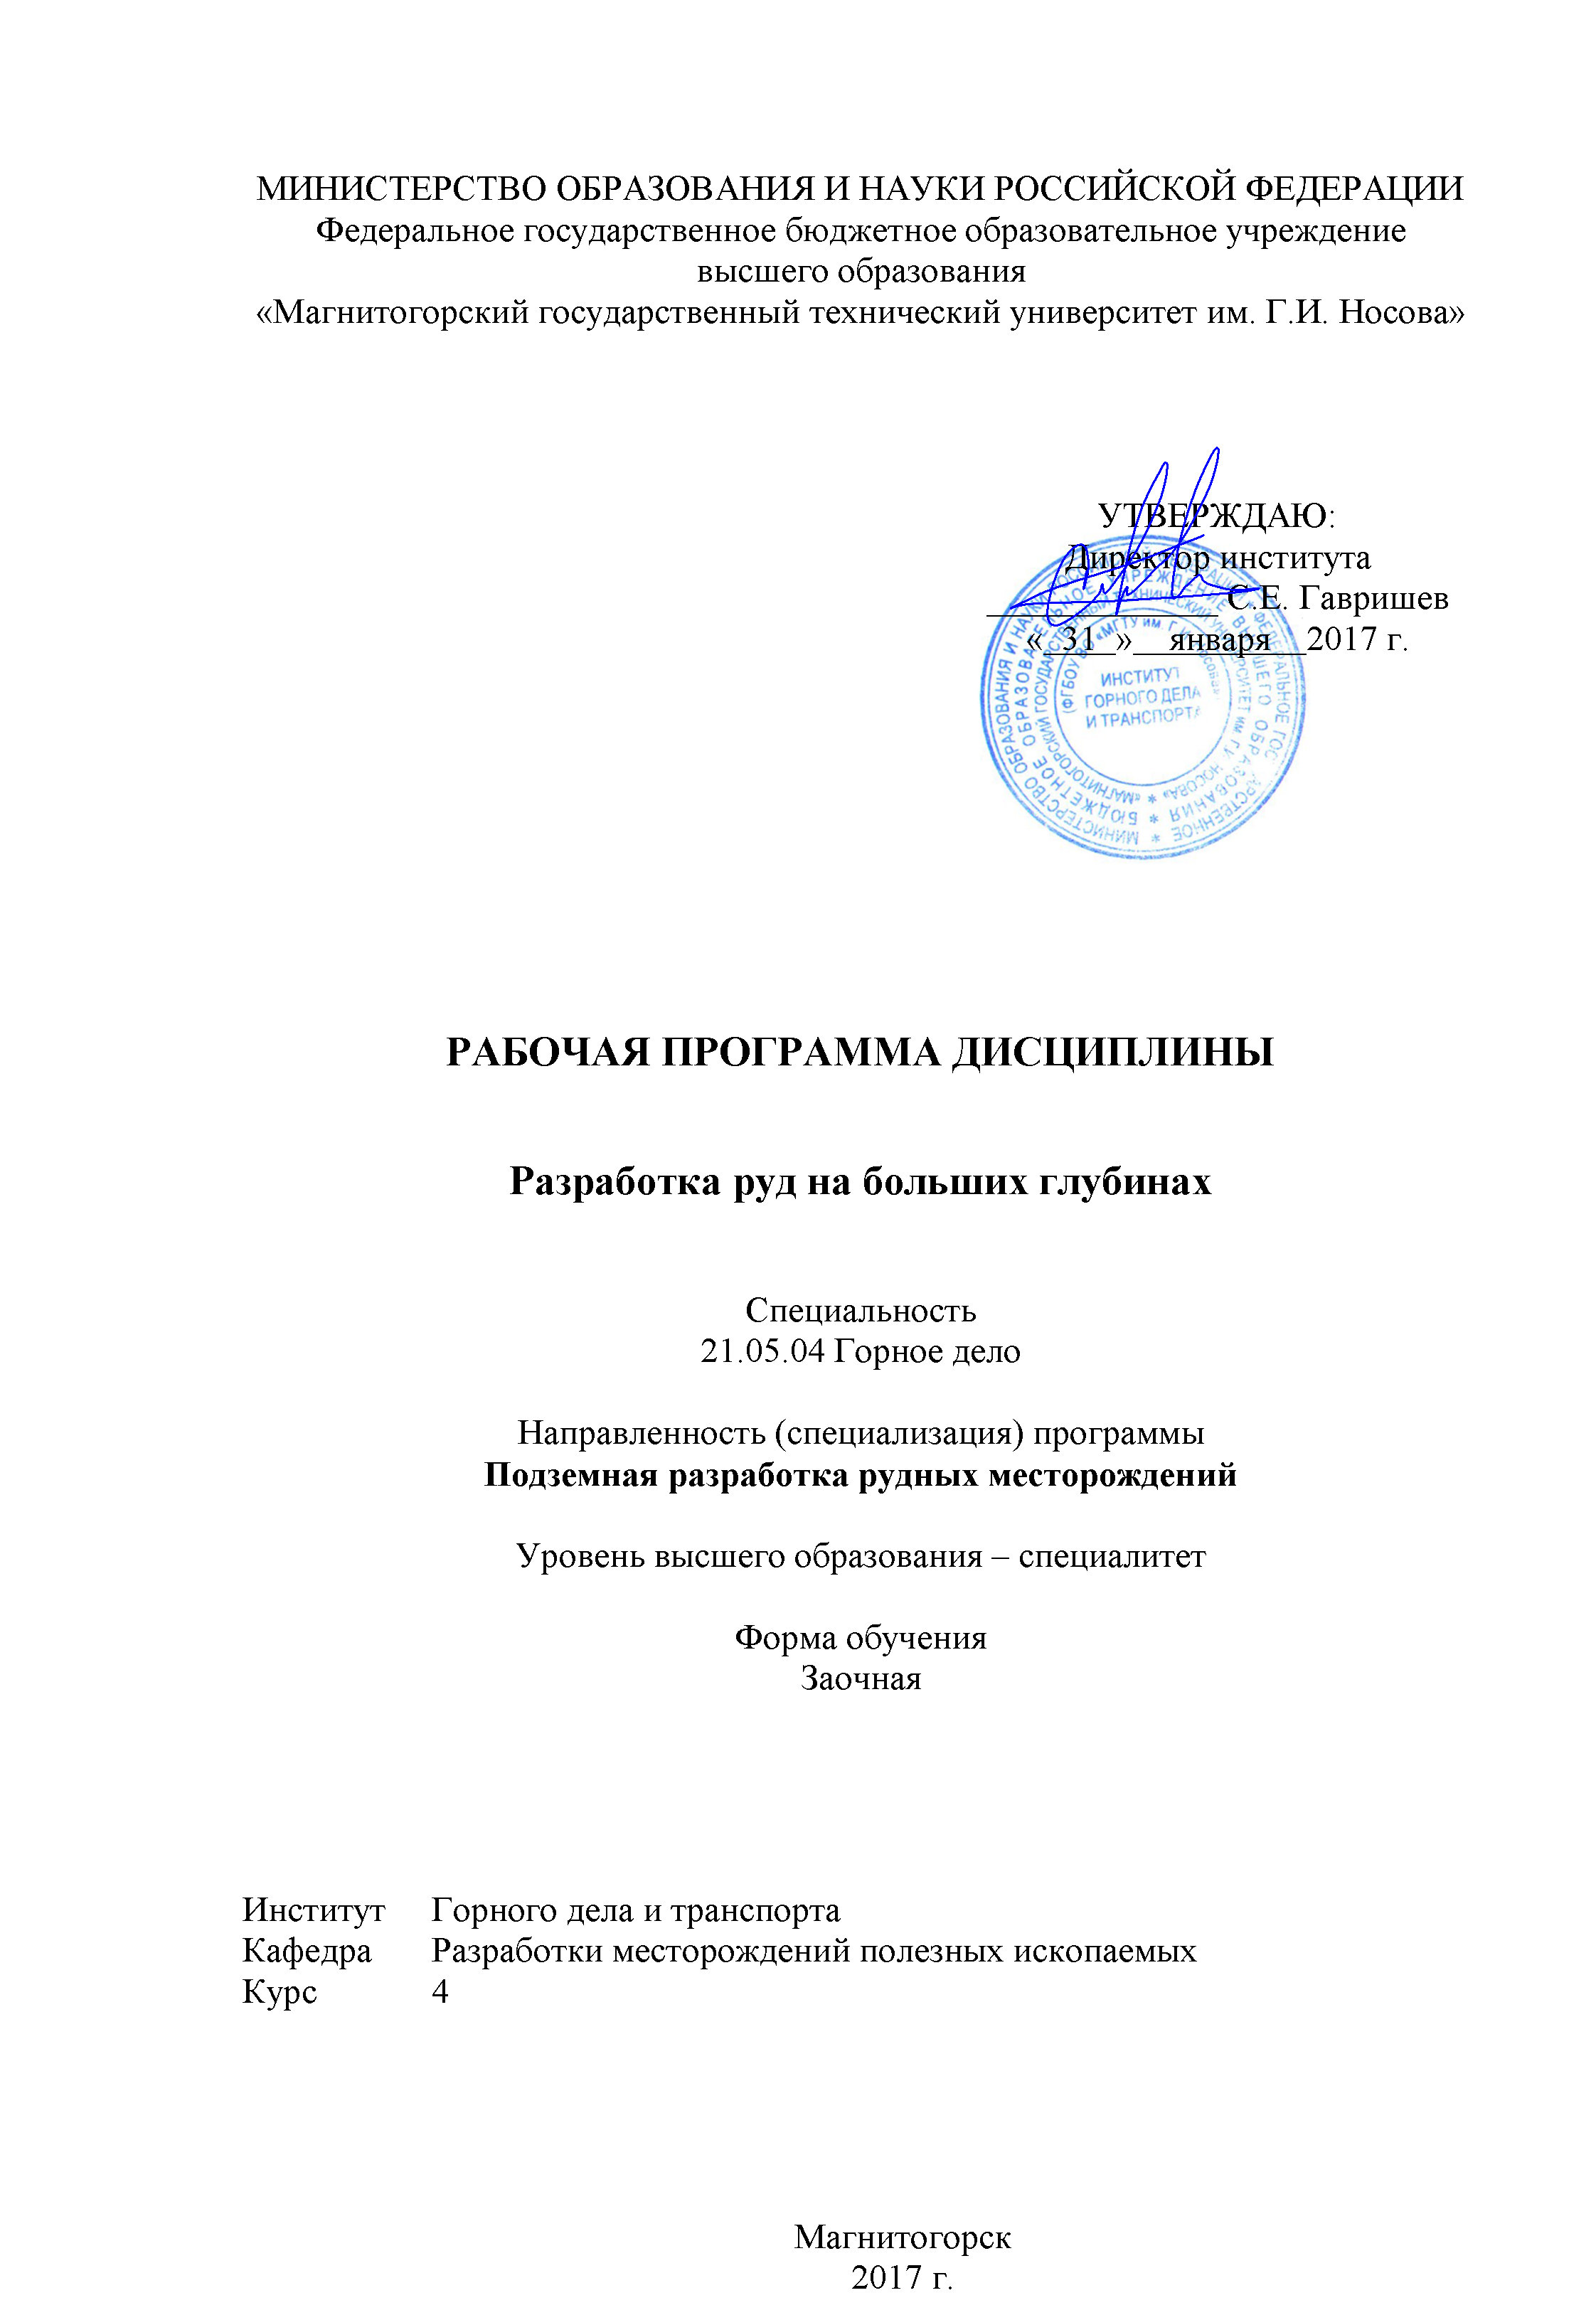 МИНИСТЕРСТВО ОБРАЗОВАНИЯ И НАУКИ РОССИЙСКОЙ ФЕДЕРАЦИИ
Федеральное государственное бюджетное образовательное учреждение
высшего образования
«Магнитогорский государственный технический университет им. Г.И. Носова»
УТВЕРЖДАЮ:
Директор института
С.Е. Гавришев
« 31 » января 2017 г.
ИНСТИТУТ
ГОРНОГО ДЕЛА
И ТРАНСПОРТА
РАБОЧАЯ ПРОГРАММА ДИСЦИПЛИНЫ
Разработка руд на больших глубинах
Специальность
21.05.04 Горное дело
Направленность (специализация) программы
Подземная разработка рудных месторождений
Уровень высшего образования – специалитет
Форма обучения
Заочная
Институт Горного дела и транспорта
Кафедра Разработки месторождений полезных ископаемых
Курс 4
Магнитогорск
2017 г.